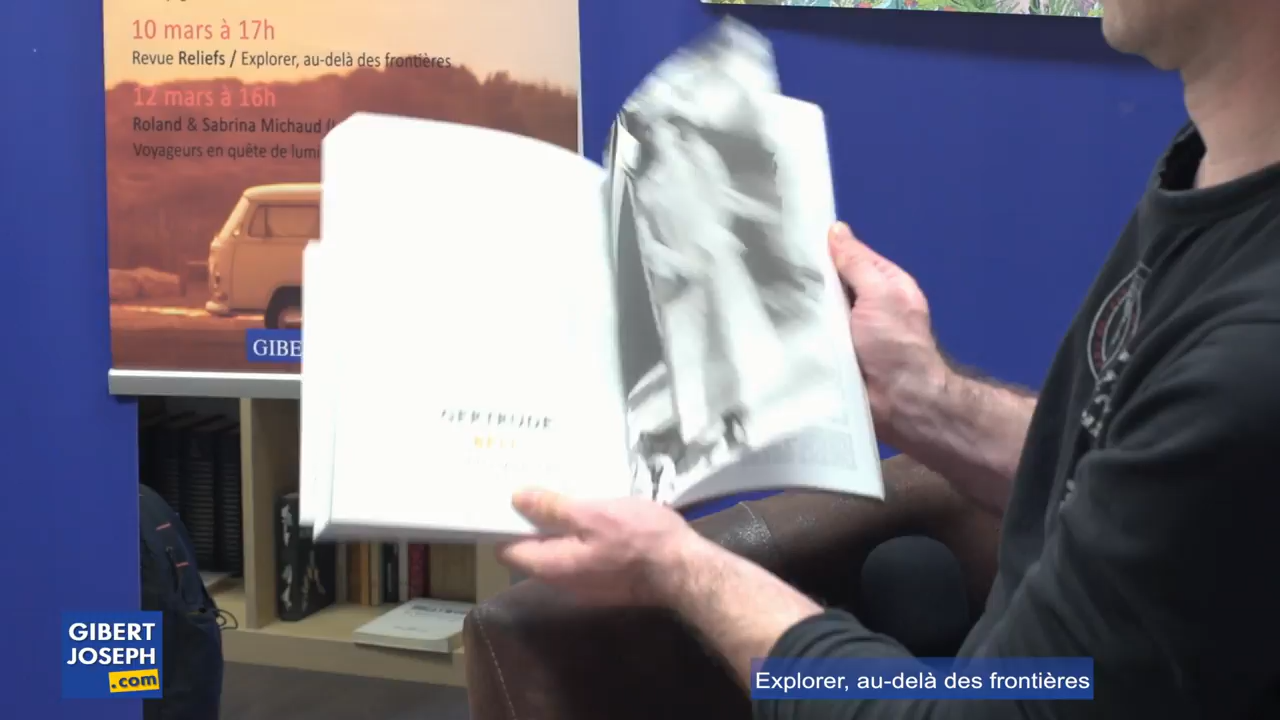 10 mars à 17h
Revue Reliefs / Explorer, au-delà des frontières
12 mars à 16h
Roland & Sabrina Michaud
Voyageurs en quête de
GIBE
GERTRUDE
BELL
GIBERT
JOSEPH
.com
Explorer, au-delà des frontières